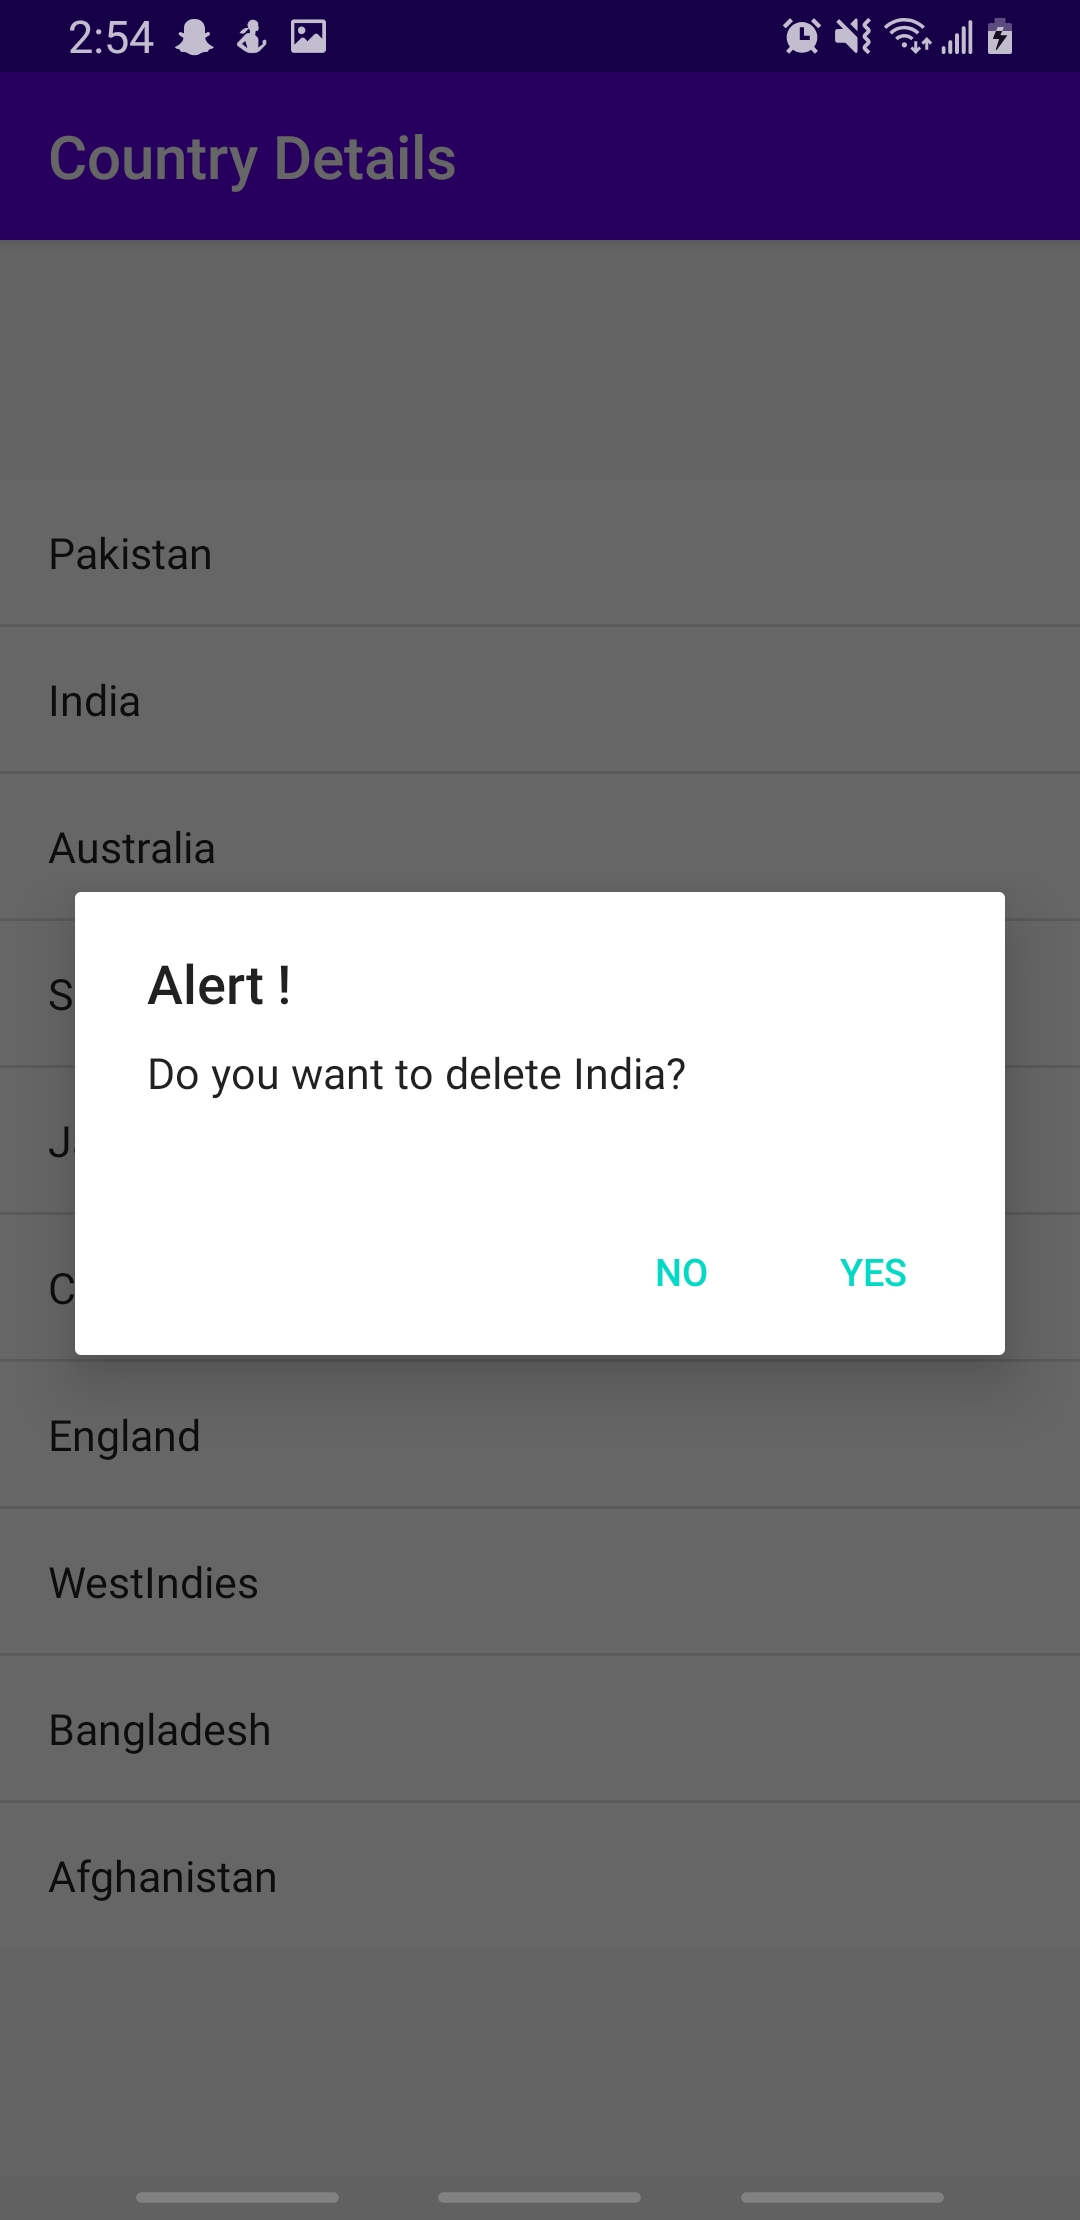 2:54
Country Details
Pakistan
India
Australia
Alert !
Do you want to delete India?
NO YES
England
WestIndies
Bangladesh
Afghanistan